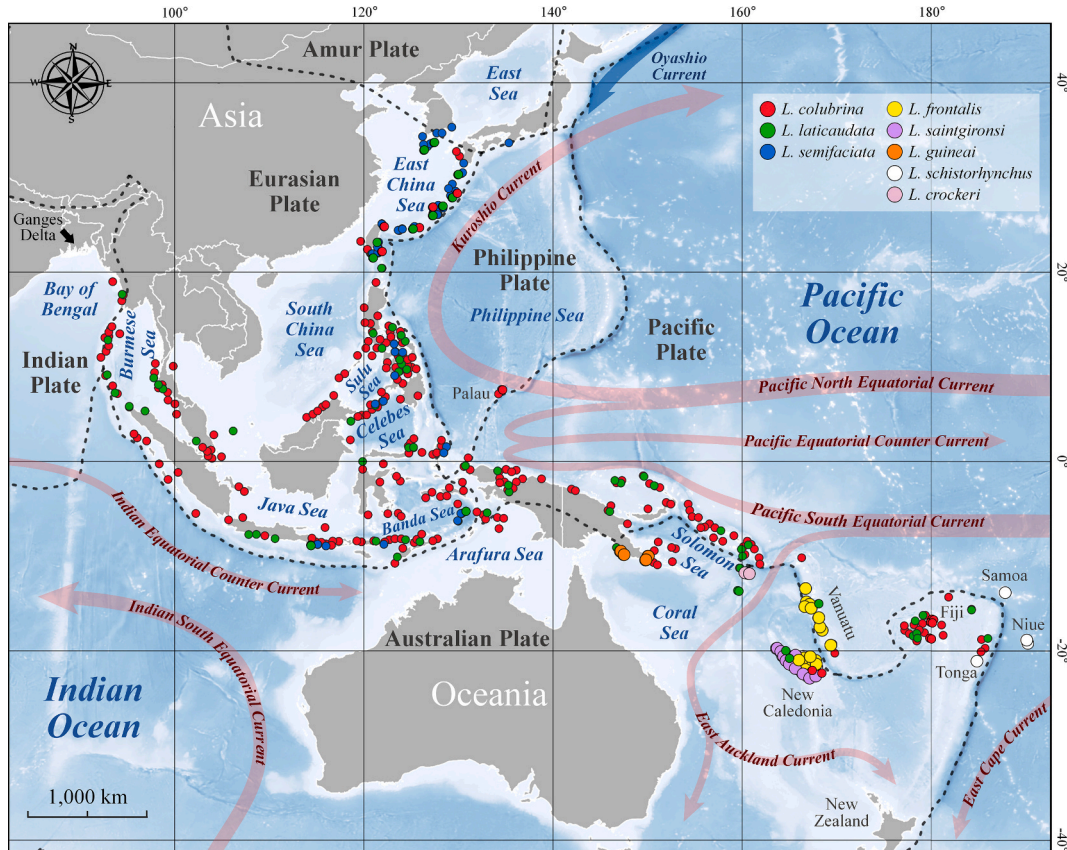 100°
120°
140°
160°
180°
N
W
E
S
Amur Plate
Oyashio
Current
East
Sea
40°
Asia
L. colubrina
L. frontalis
L. laticaudata
L. saintgironsi
L. semifaciata
L. guineai
L. schistorhynchus
L. crockeri
East
China
Sea
Eurasian
Plate
Kuroshio Current
Ganges
Delta
20°
Philippine
Plate
Bay of
Bengal
Burmese
Sea
South
China
Sea
Philippine Sea
Pacific
Ocean
Pacific
Plate
Indian
Plate
Sulu
Sea
Palau
Pacific North Equatorial Current
Celebes
Sea
Pacific Equatorial Counter Current
0°
Java Sea
Banda Sea
Pacific South Equatorial Current
Indian Equatorial Counter Current
Arafura Sea
Solomon
Sea
Samoa
Indian South Equatorial Current
Coral
Sea
Vanuatu
Fiji
Niue
Australian Plate
Tonga
-20°
Indian
Ocean
Oceania
New
Caledonia
East Auckland Current
East Cape Current
1,000 km
New
Zealand
-40°